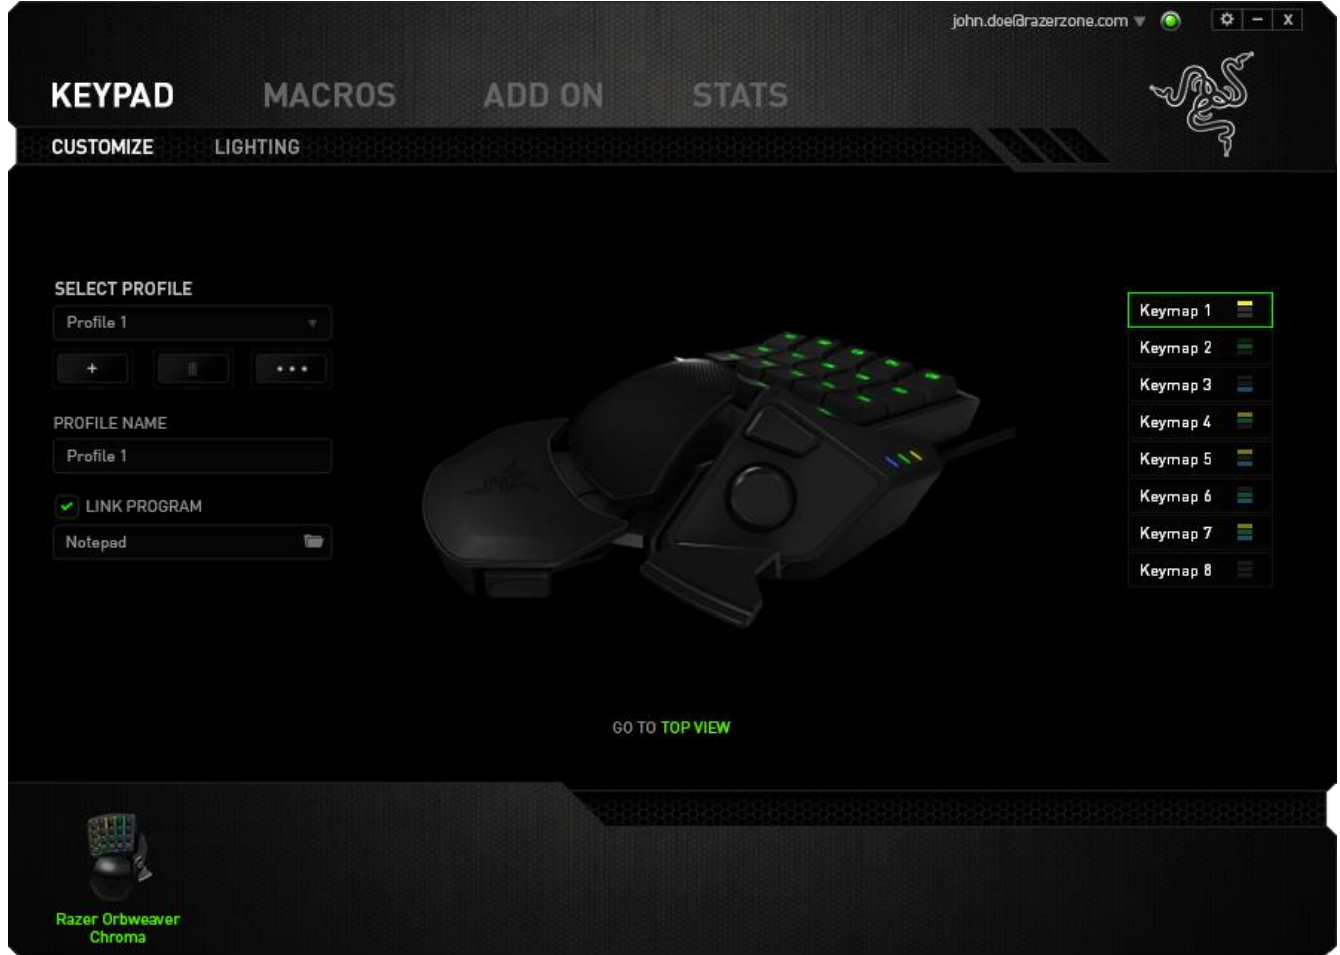 john.doe@razerzone.com
KEYPAD MACROS ADD ON STATS
CUSTOMIZE LIGHTING
SELECT PROFILE
Profile 1
PROFILE NAME
Profile 1
LINK PROGRAM
Notepad
Keymap 1
Keymap 2
Keymap 3
Keymap 4
Keymap 5
Keymap 6
Keymap 7
Keymap 8
GO TO TOP VIEW
Razer Orbweaver
Chroma